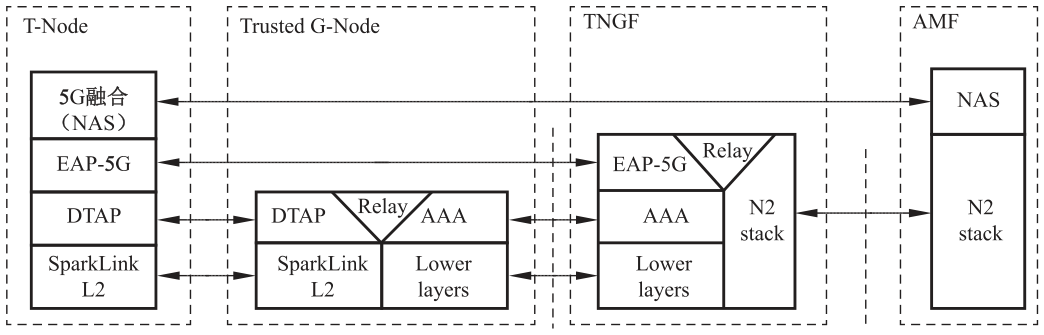 T-Node
Trusted G-Node
TNGF
AMF
5G融合
（NAS）
EAP-5G
DTAP
SparkLink
L2
DTAP
Relay
AAA
SparkLink
L2
Lower
layers
EAP-5G
Relay
AAA
Lower
layers
N2
stack
NAS
N2
stack